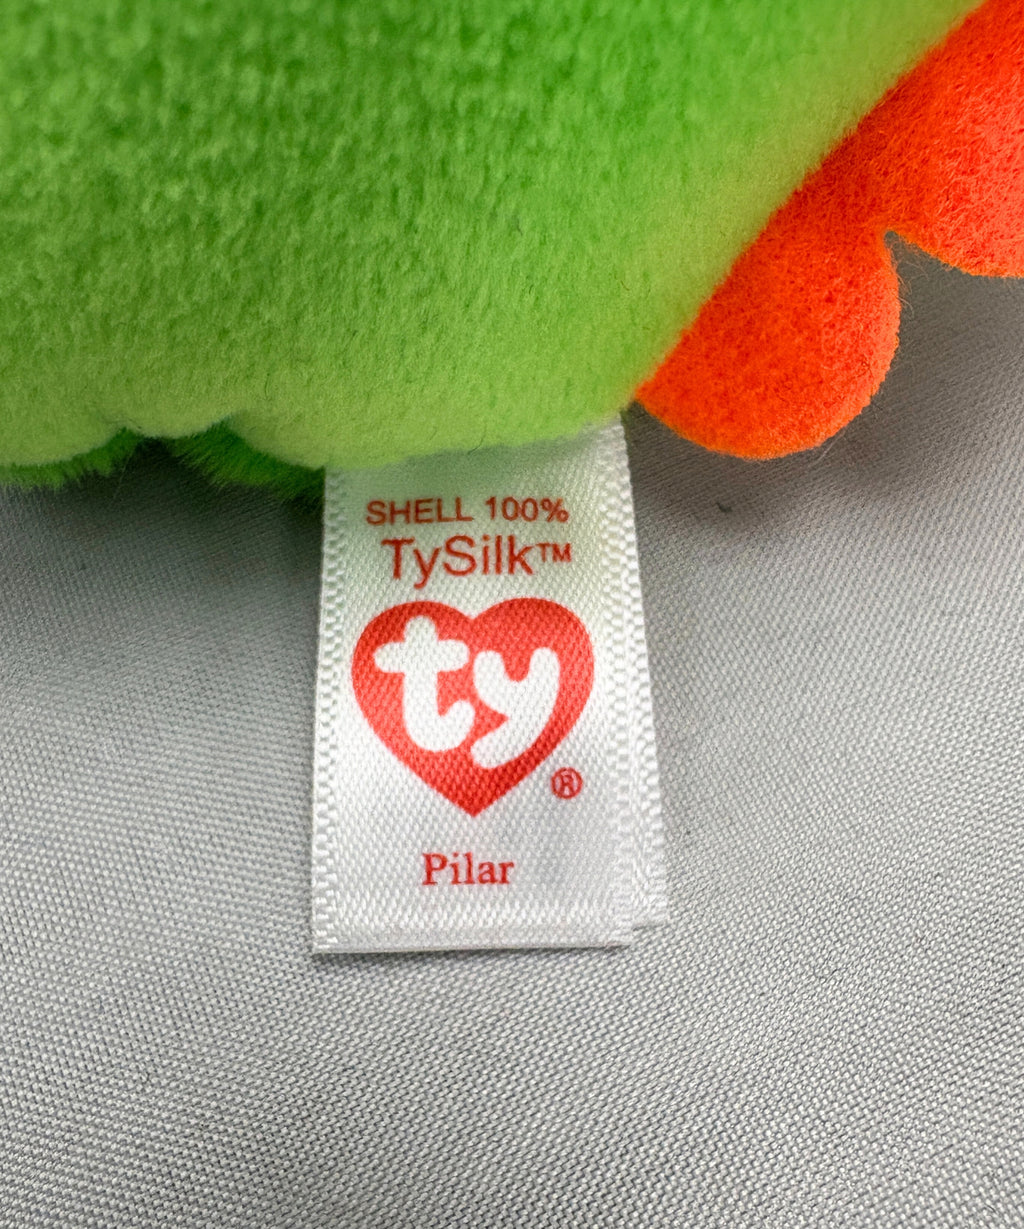 SHELL 100%
TySilk™
ty
®
Pilar